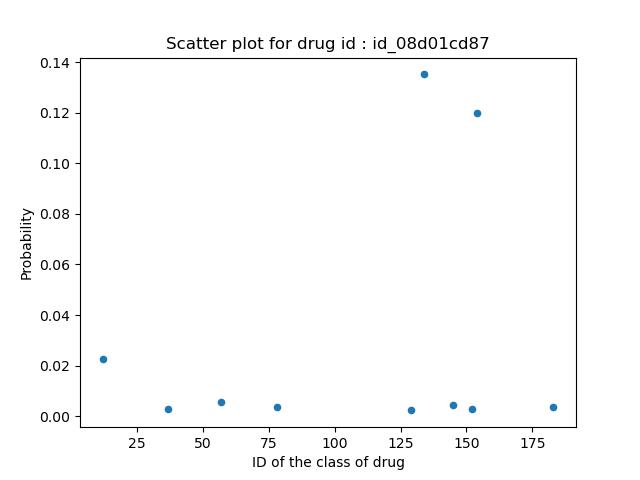 Scatter plot for drug id : id_08d01cd87
0.14
0.12
0.10
0.08
0.06
0.04
0.02
0.00
Probability
25 50 75 100 125 150 175
ID of the class of drug